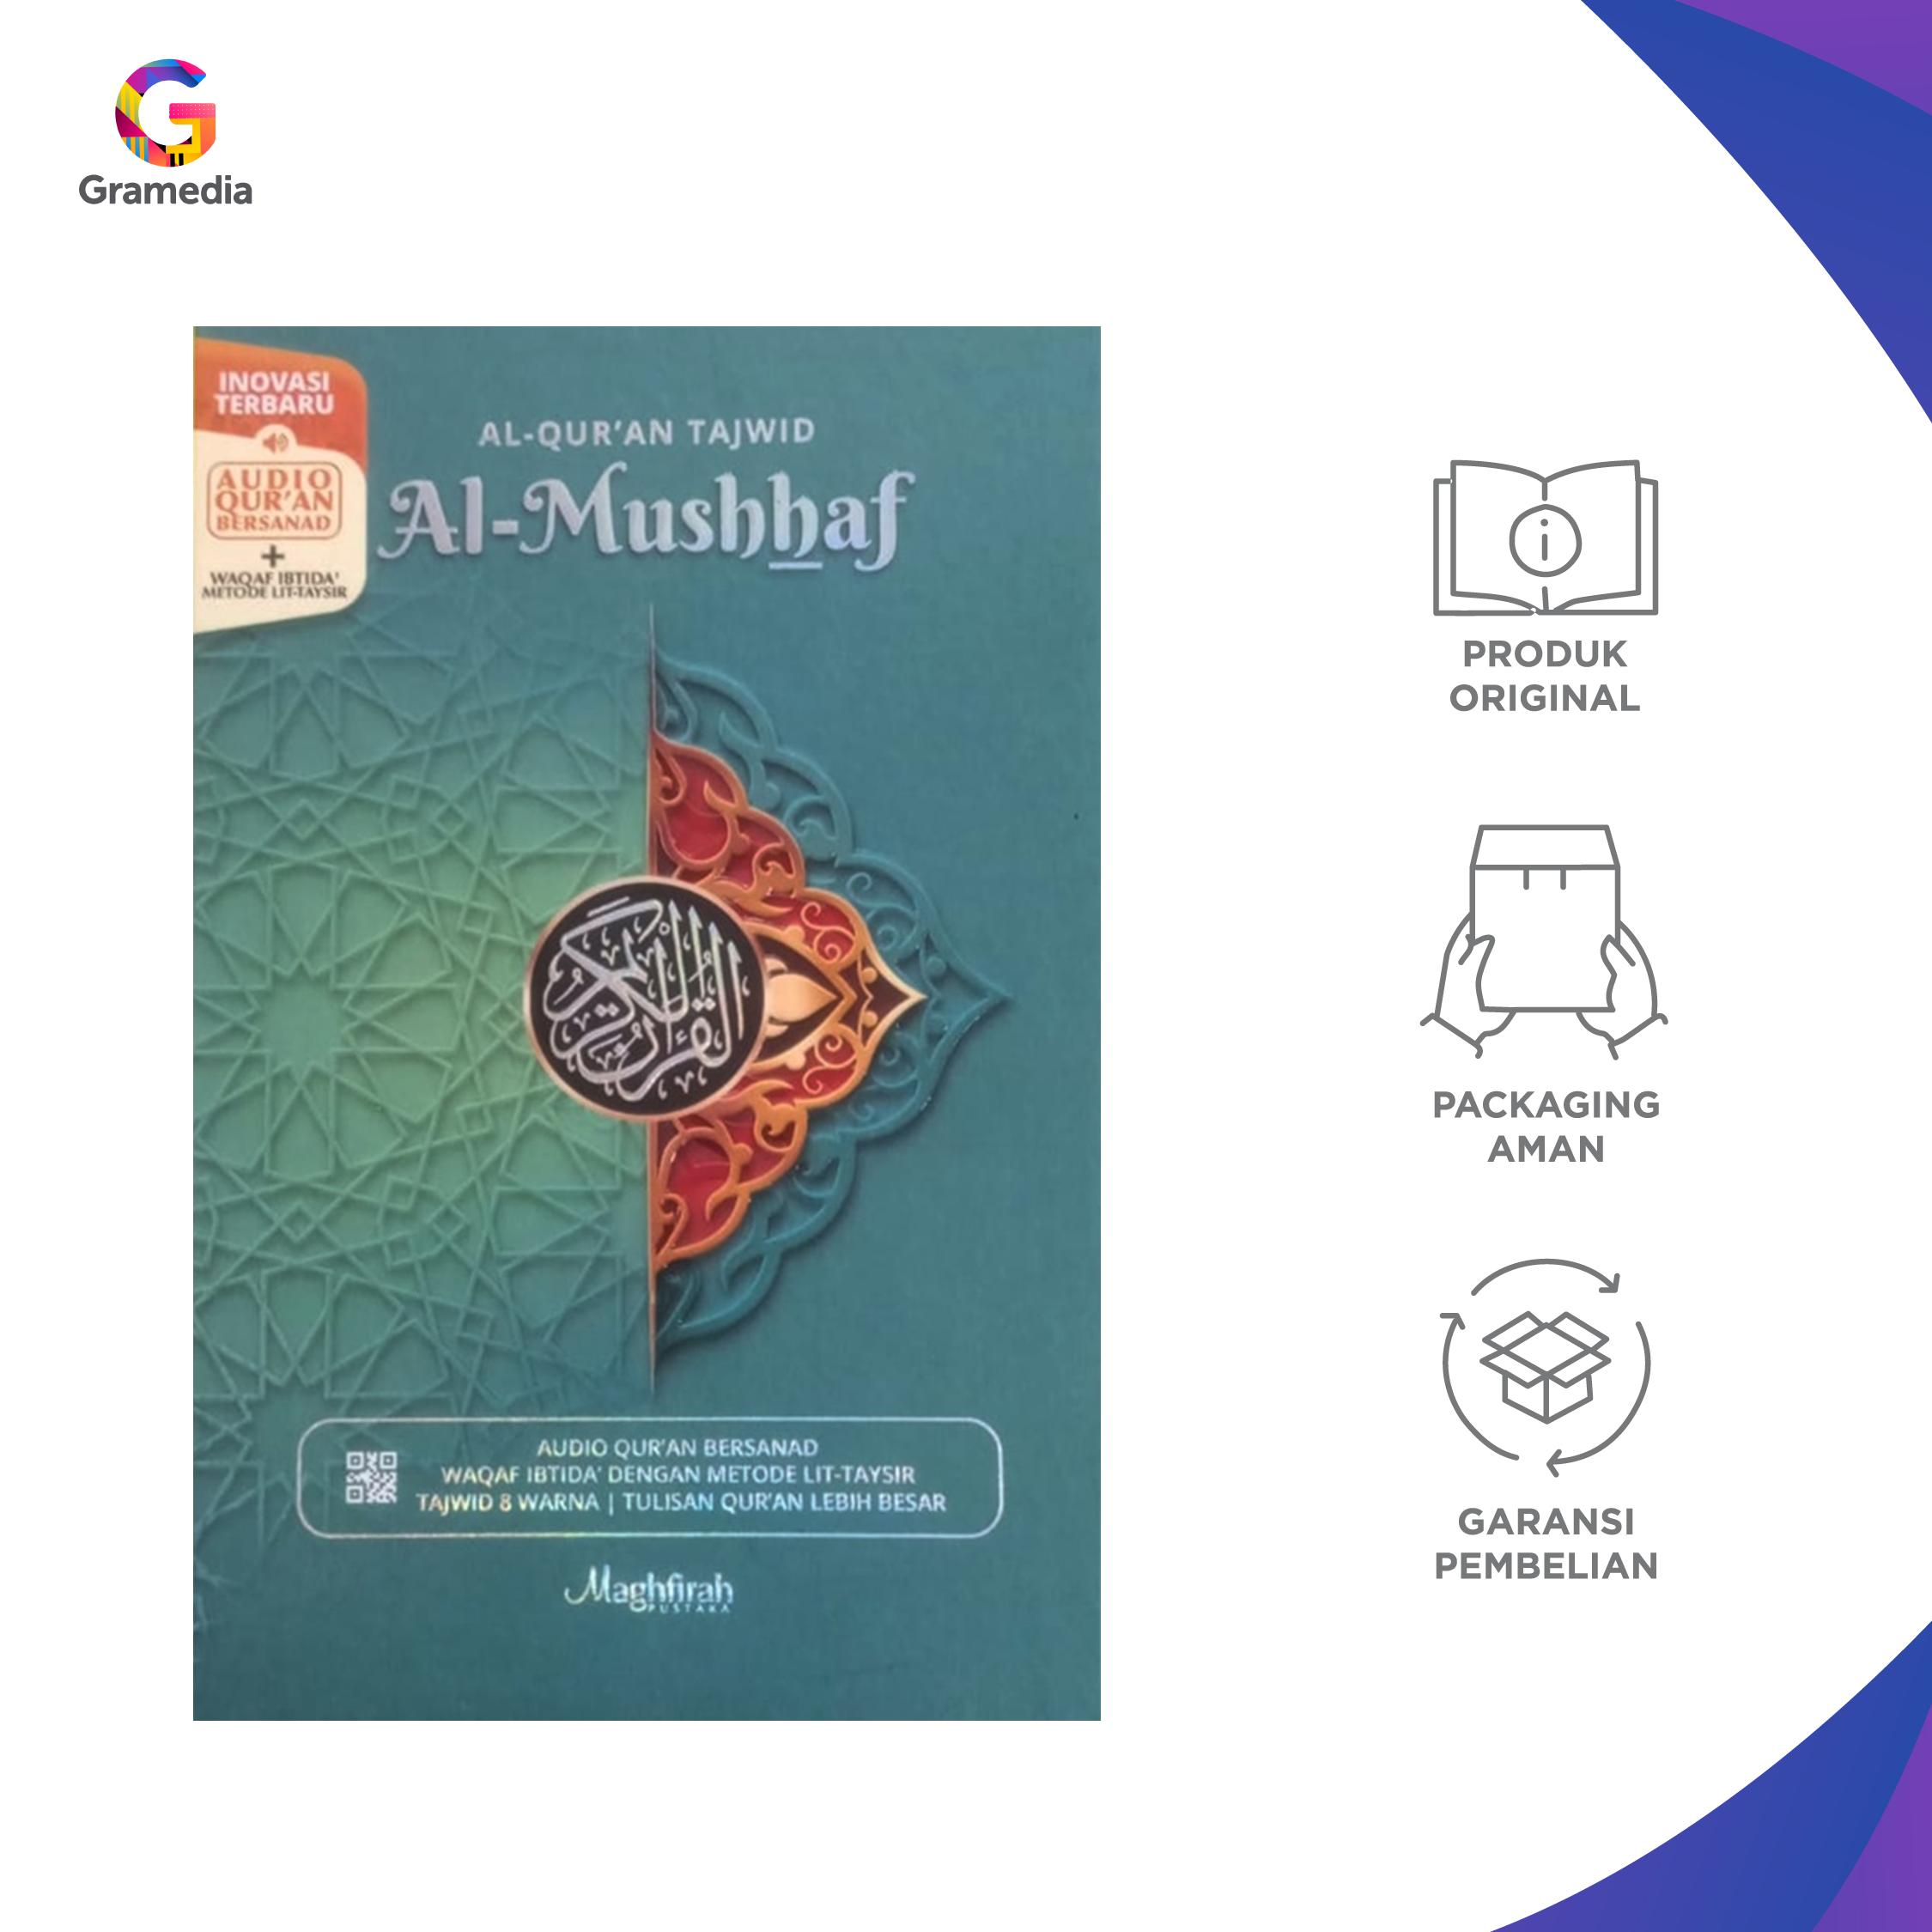 Gramedia
INOVASI
TERBARU
AUDIO
QUR'AN
BERSANAD
+
WAQAF IBTIDA'
METODE LIT-TAYSIR
AL-QUR'AN TAJWID
Al-Mushhaf
القرآن الكريم
AUDIO QUR'AN BERSANAD
WAQAF IBTIDA' DENGAN METODE LIT-TAYSIR
TAJWID 8 WARNA | TULISAN QUR'AN LEBIH BESAR
Maghfirah
PUSTAKA
PRODUK
ORIGINAL
PACKAGING
AMAN
GARANSI
PEMBELIAN